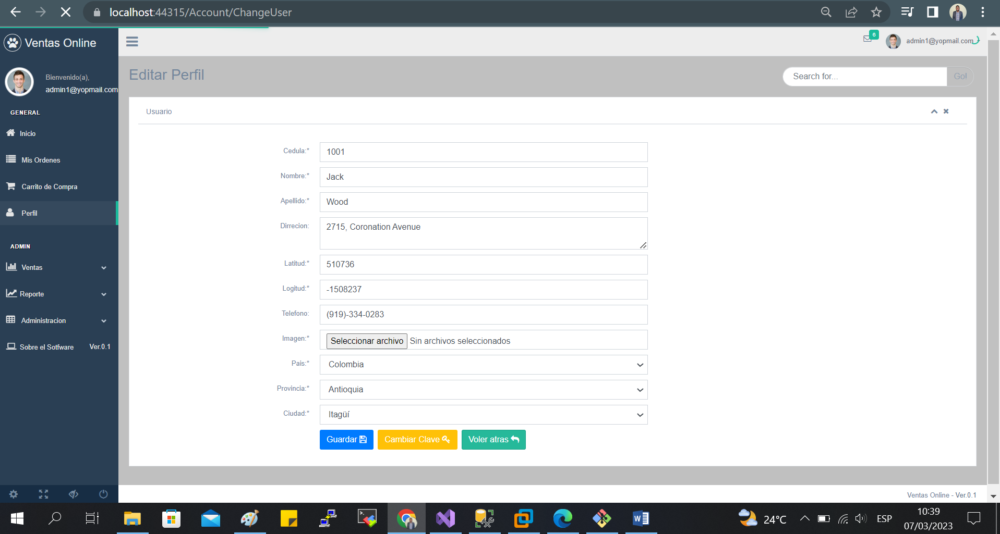 localhost:44315/Account/ChangeUser
Ventas Online
6
admin1@yopmail.com
Bienvenido(a),
admin1@yopmail.com
GENERAL
Inicio
Mis Ordenes
Carrito de Compra
Perfil
ADMIN
Ventas
Reporte
Administracion
Sobre el Sotfware Ver.0.1
Editar Perfil
Search for...
Go!
Usuario
Cedula:* 1001
Nombre:* Jack
Apellido:* Wood
Dirrecion: 2715, Coronation Avenue
Latitud:* 510736
Logitud:* -1508237
Telefono: (919)-334-0283
Imagen:* Seleccionar archivo Sin archivos seleccionados
Pais:* Colombia
Provincia:* Antioquia
Ciudad:* Itagüí
Guardar Cambiar Clave Voler atras
Ventas Online - Ver.0.1
24°C ESP 10:39
07/03/2023